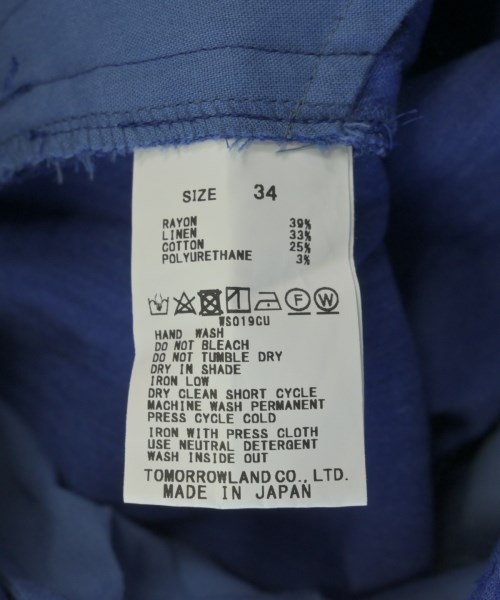 SIZE 34
RAYON 39%
LINEN 33%
COTTON 25%
POLYURETHANE 3%
F W
WS019CU
HAND WASH
DO NOT BLEACH
DO NOT TUMBLE DRY
DRY IN SHADE
IRON LOW
DRY CLEAN SHORT CYCLE
MACHINE WASH PERMANENT
PRESS CYCLE COLD
IRON WITH PRESS CLOTH
USE NEUTRAL DETERGENT
WASH INSIDE OUT
TOMORROWLAND CO., LTD.
MADE IN JAPAN